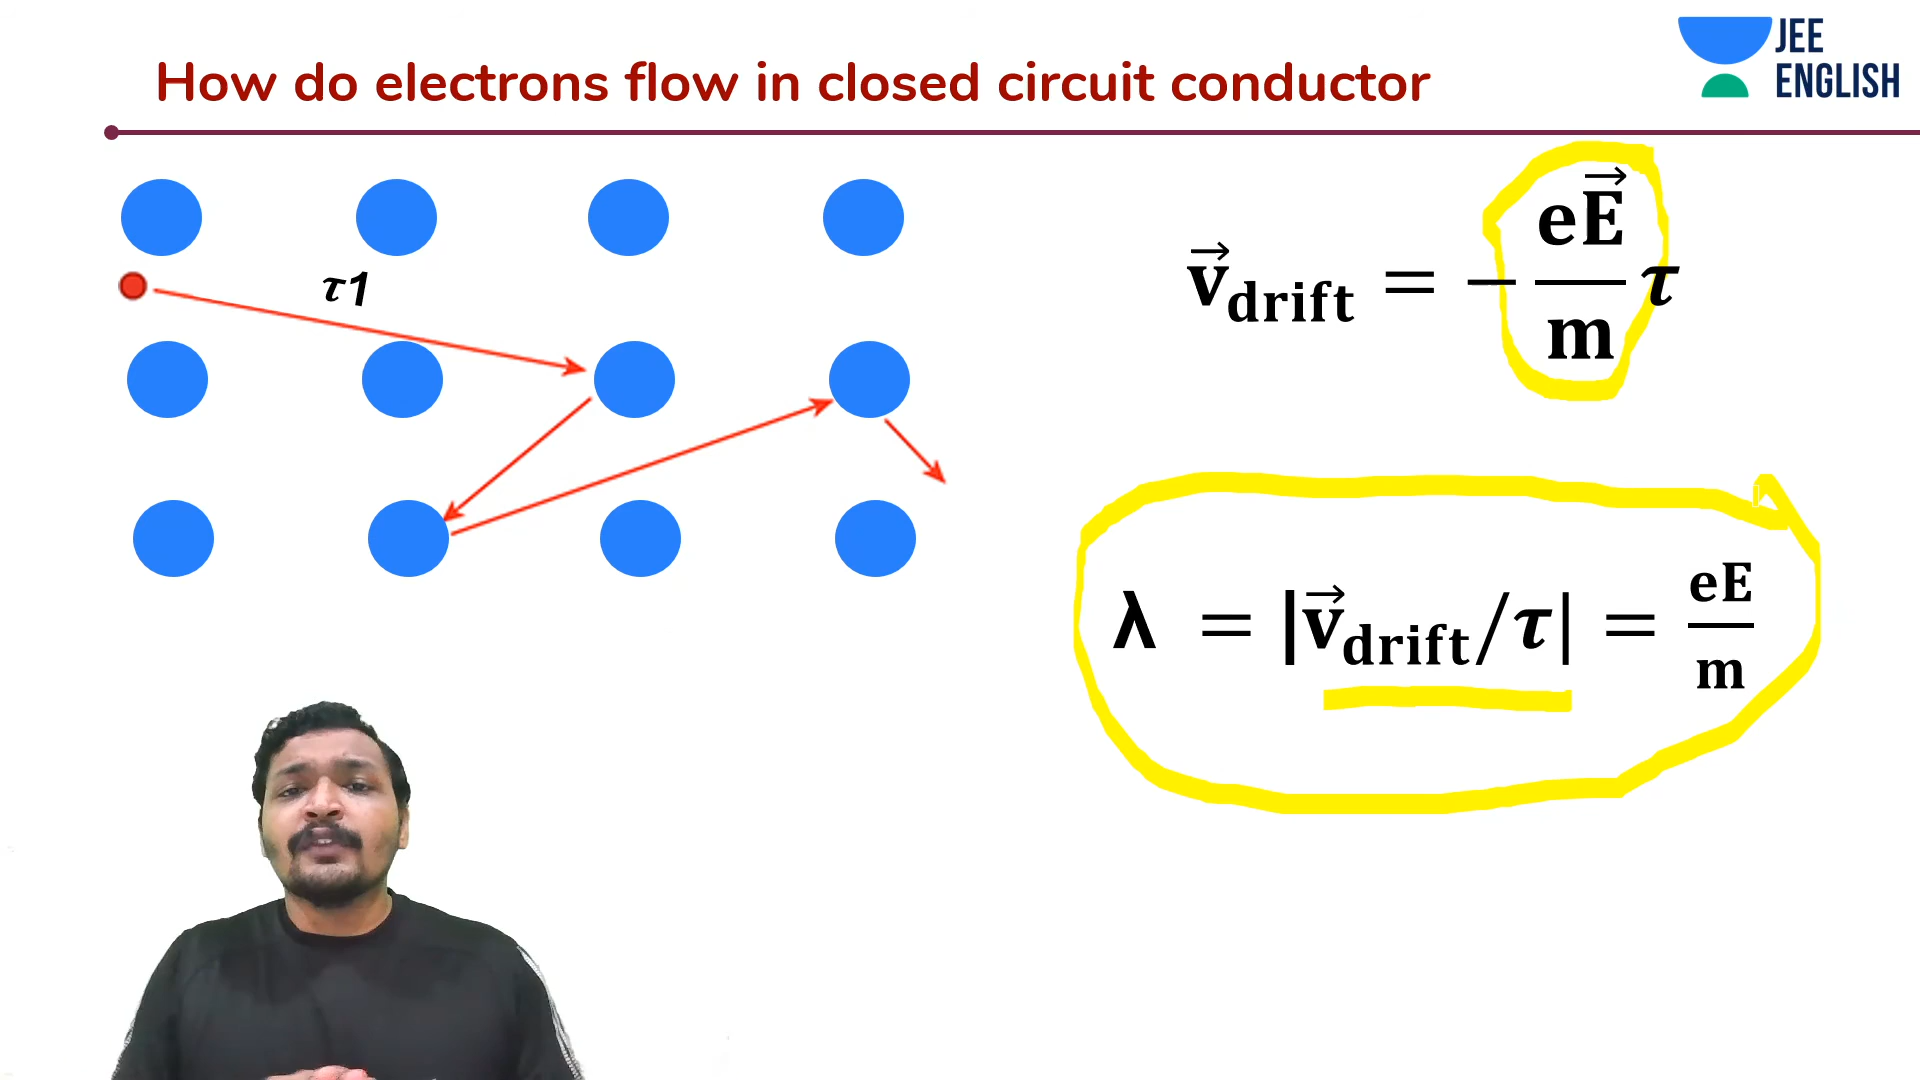 How do electrons flow in closed circuit conductor
JEE
ENGLISH
τ1
v⃗drift = − eE⃗/m τ
λ = |v⃗drift/τ| = eE/m